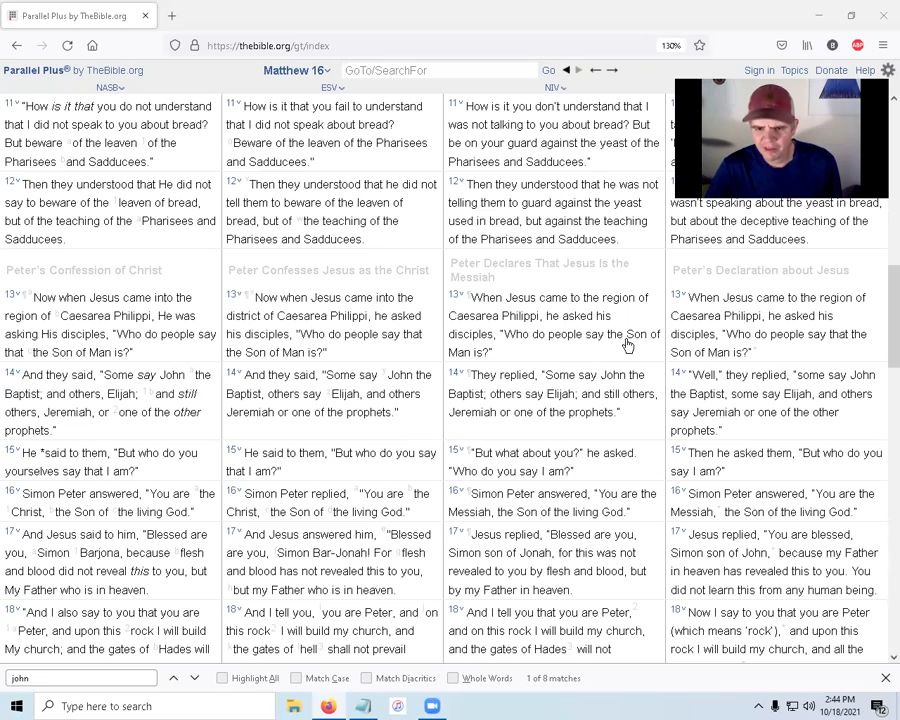 Parallel Plus by TheBible.org
https://thebible.org/gt/index
130%
Parallel Plus® by TheBible.org
Matthew 16
GoTo/SearchFor
Go
Sign in Topics Donate Help
NASB
ESV
NIV
11 v "How is it that you do not understand
that I did not speak to you about bread?
But beware a of the leaven 1 of the
Pharisees b and Sadducees."
12 v Then they understood that He did not
say to beware of the 1 leaven of bread,
but of the teaching of the a Pharisees and
Sadducees.
Peter's Confession of Christ
13 v Now when Jesus came into the
region of b Caesarea Philippi, He was
asking His disciples, "Who do people say
that c the Son of Man is?"
14 v And they said, "Some say John a the
Baptist; and others, Elijah; 1 b and still
others, Jeremiah, or 2 one of the other
prophets."
15 v He *said to them, "But who do you
yourselves say that I am?"
16 v Simon Peter answered, "You are a the
1 Christ, b the Son of c the living God."
17 v And Jesus said to him, "Blessed are
you, a Simon 1 Barjona, because b flesh
and blood did not reveal this to you, but
My Father who is in heaven.
18 v "And I also say to you that you are
1 a Peter, and upon this 2 rock I will build
My church; and the gates of b Hades will
11 v How is it that you fail to understand
that I did not speak about bread?
c Beware of the leaven of the Pharisees
and Sadducees."
12 v Then they understood that he did not
tell them to beware of the leaven of
bread, but of w the teaching of the
Pharisees and Sadducees.
Peter Confesses Jesus as the Christ
13 v Now when Jesus came into the
district of Caesarea Philippi, he asked
his disciples, "Who do people say that
the Son of Man is?"
14 v And they said, "Some say John the
Baptist, others say Elijah, and others
Jeremiah or one of the prophets."
15 v He said to them, "But who do you say
that I am?"
16 v Simon Peter replied, a "You are b the
Christ, c the Son of d the living God."
17 v And Jesus answered him, e "Blessed
are you, f Simon Bar-Jonah! For g flesh
and blood has not revealed this to you,
h but my Father who is in heaven.
18 v And I tell you, i you are Peter, and j on
this rock 2 I will build my church, and
k the gates of l hell 3 shall not prevail
11 v How is it you don't understand that I
was not talking to you about bread? But
be on your guard against the yeast of the
Pharisees and Sadducees."
12 v Then they understood that he was not
telling them to guard against the yeast
used in bread, but against the teaching
of the Pharisees and Sadducees.
Peter Declares That Jesus Is the
Messiah
13 v When Jesus came to the region of
Caesarea Philippi, he asked his
disciples, "Who do people say the Son of
Man is?"
14 v They replied, "Some say John the
Baptist; others say Elijah; and still others,
Jeremiah or one of the prophets."
15 v "But what about you?" he asked.
"Who do you say I am?"
16 v Simon Peter answered, "You are the
Messiah, the Son of the living God."
17 v Jesus replied, "Blessed are you,
Simon son of Jonah, for this was not
revealed to you by flesh and blood, but
by my Father in heaven.
18 v And I tell you that you are Peter, 2
and on this rock I will build my church,
and the gates of Hades 3 will not
wasn't speaking about the yeast in bread,
but about the deceptive teaching of the
Pharisees and Sadducees.
Peter's Declaration about Jesus
13 v When Jesus came to the region of
Caesarea Philippi, he asked his
disciples, "Who do people say that the
Son of Man is?"
14 v "Well," they replied, "some say John
the Baptist, some say Elijah, and others
say Jeremiah or one of the other
prophets."
15 v Then he asked them, "But who do you
say I am?"
16 v Simon Peter answered, "You are the
Messiah, * the Son of the living God."
17 v Jesus replied, "You are blessed,
Simon son of John, * because my Father
in heaven has revealed this to you. You
did not learn this from any human being.
18 v Now I say to you that you are Peter
(which means 'rock'), * and upon this
rock I will build my church, and all the
john
Highlight All
Match Case
Match Diacritics
Whole Words
1 of 8 matches
Type here to search
2:44 PM
10/18/2021
12